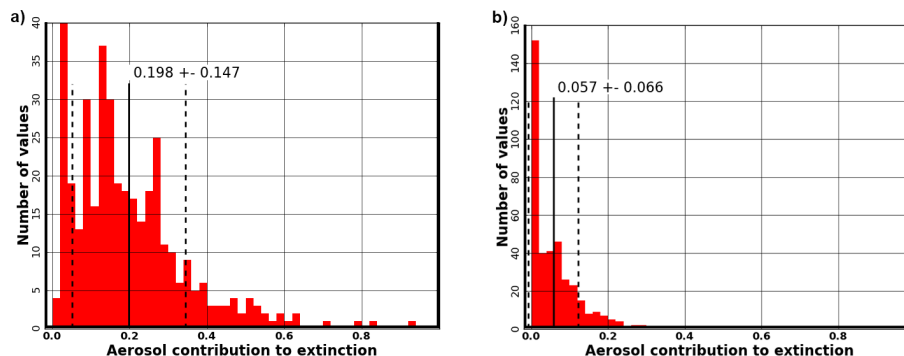 a)
40
35
30
25
20
15
10
5
0
Number of values
0.198 +- 0.147
0.0 0.2 0.4 0.6 0.8
Aerosol contribution to extinction
b)
160
140
120
100
80
60
40
20
0
Number of values
0.057 +- 0.066
0.0 0.2 0.4 0.6 0.8
Aerosol contribution to extinction